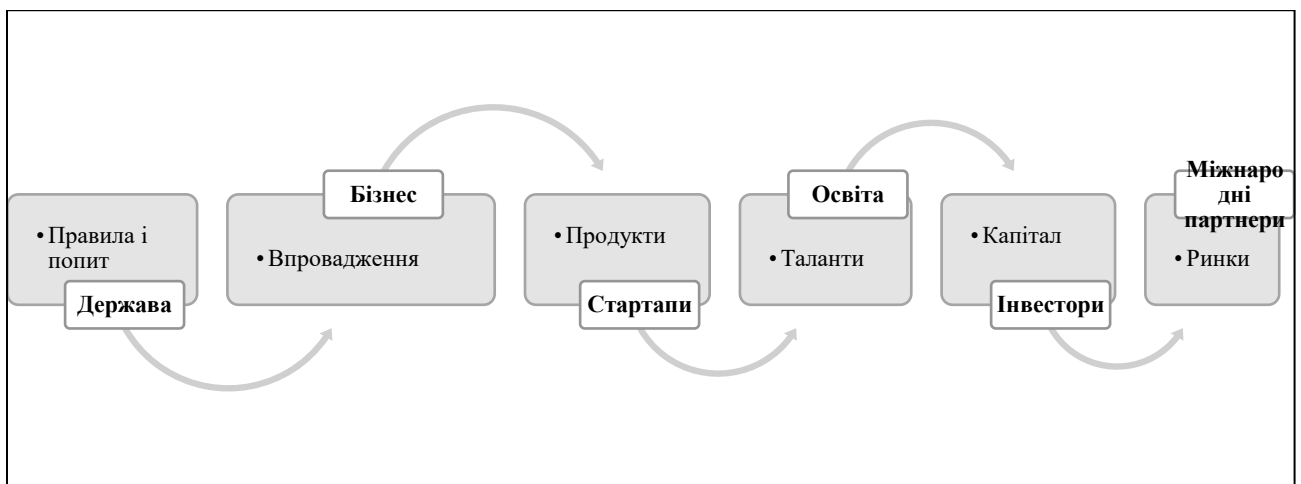 • Правила і
попит
Держава
Бізнес
• Впровадження
• Продукти
Стартапи
Освіта
• Таланти
• Капітал
Інвестори
Міжнаро
дні
партнери
• Ринки